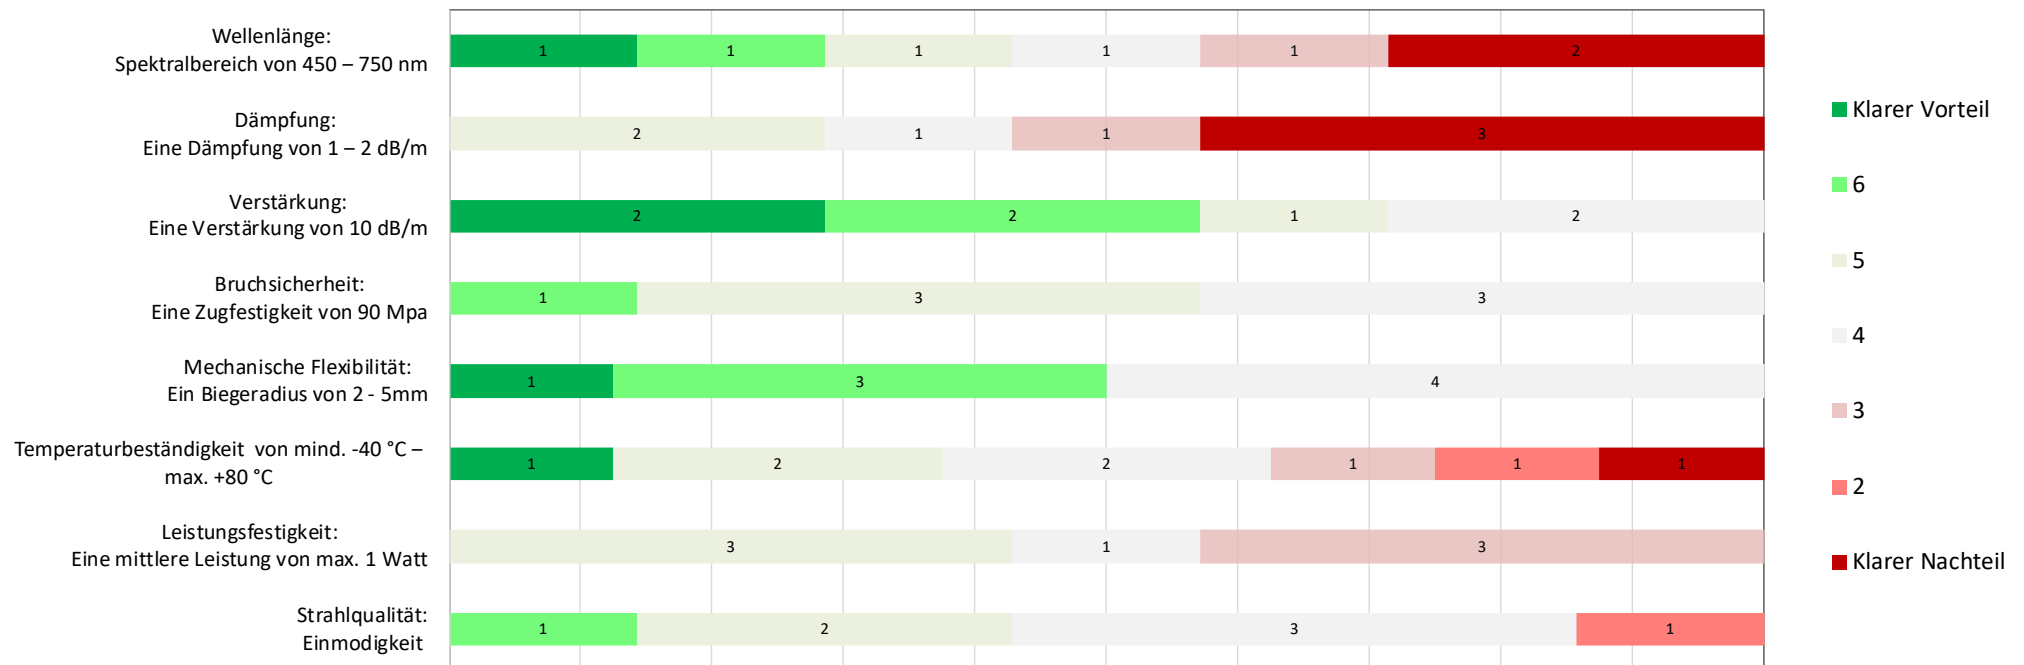 Wellenlänge:
Spektralbereich von 450 – 750 nm
1 1 1 1 1 2
Dämpfung:
Eine Dämpfung von 1 – 2 dB/m
2 1 1 3
Verstärkung:
Eine Verstärkung von 10 dB/m
2 2 1 2
Bruchsicherheit:
Eine Zugfestigkeit von 90 Mpa
1 3 3
Mechanische Flexibilität:
Ein Biegeradius von 2 - 5mm
1 3 4
Temperaturbeständigkeit von mind. -40 °C –
max. +80 °C
1 2 2 1 1 1
Leistungsfestigkeit:
Eine mittlere Leistung von max. 1 Watt
3 1 3
Strahlqualität:
Einmodigkeit
1 2 3 1
Klarer Vorteil
6
5
4
3
2
Klarer Nachteil